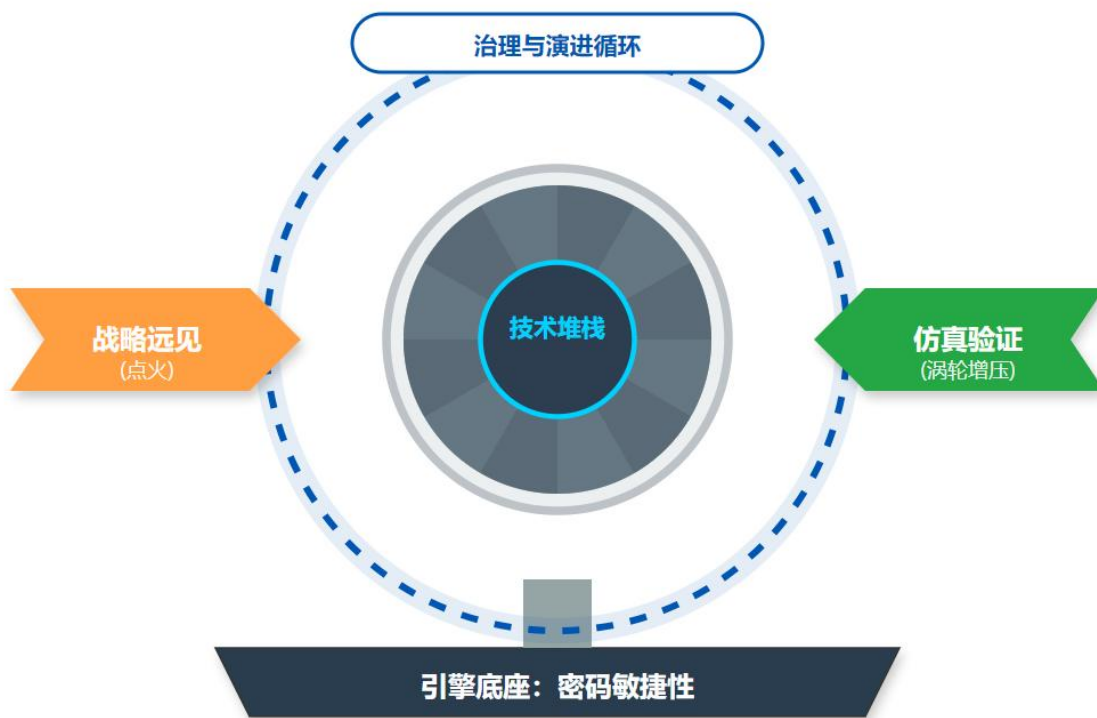 治理与演进循环
技术堆栈
战略远见
(点火)
仿真验证
(涡轮增压)
引擎底座：密码敏捷性